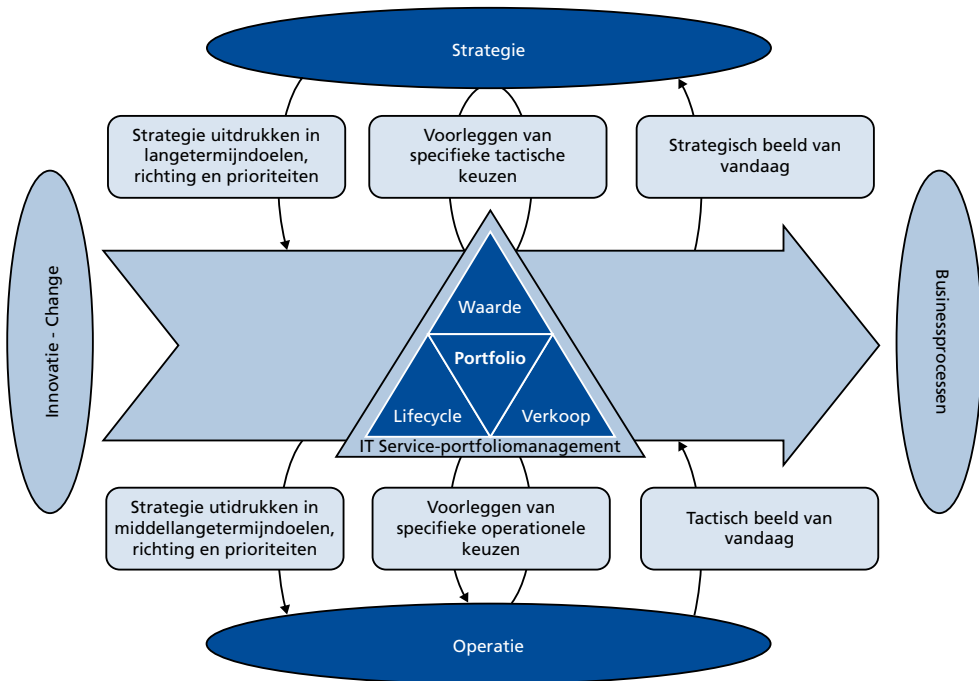 Strategie
Strategie uitdrukken in
langetermijndoelen,
richting en prioriteiten
Voorleggen van
specifieke tactische
keuzen
Strategisch beeld van
vandaag
Innovatie - Change
Waarde
Portfolio
Lifecycle
Verkoop
IT Service-portfoliomanagement
Businessprocessen
Strategie utidrukken in
middellangetermijndoelen,
richting en prioriteiten
Voorleggen van
specifieke operationele
keuzen
Tactisch beeld van
vandaag
Operatie